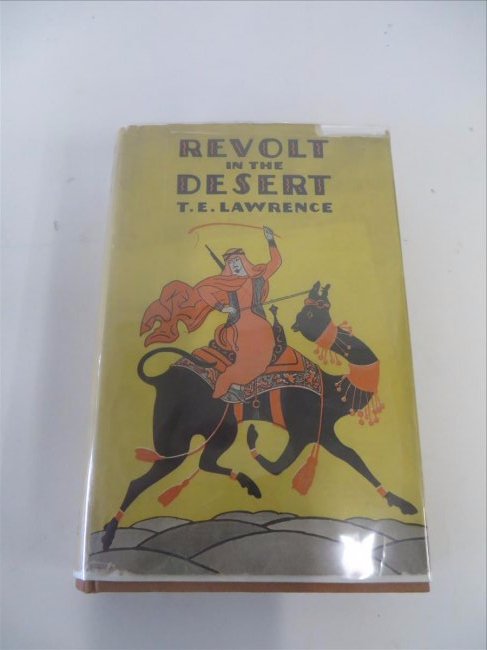 REVOLT
IN THE
DESERT
T. E. LAWRENCE